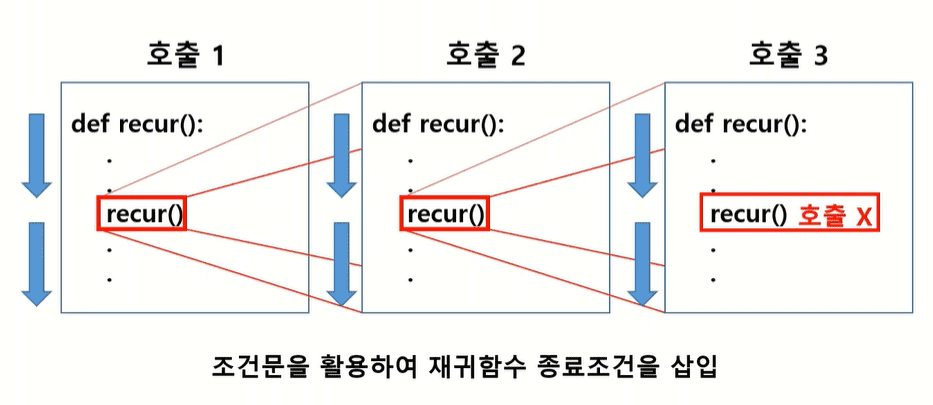 호출 1
호출 2
호출 3
def recur():
.
.
recur()
.
.
def recur():
.
.
recur()
.
.
def recur():
.
.
recur() 호출 X
.
.
조건문을 활용하여 재귀함수 종료조건을 삽입